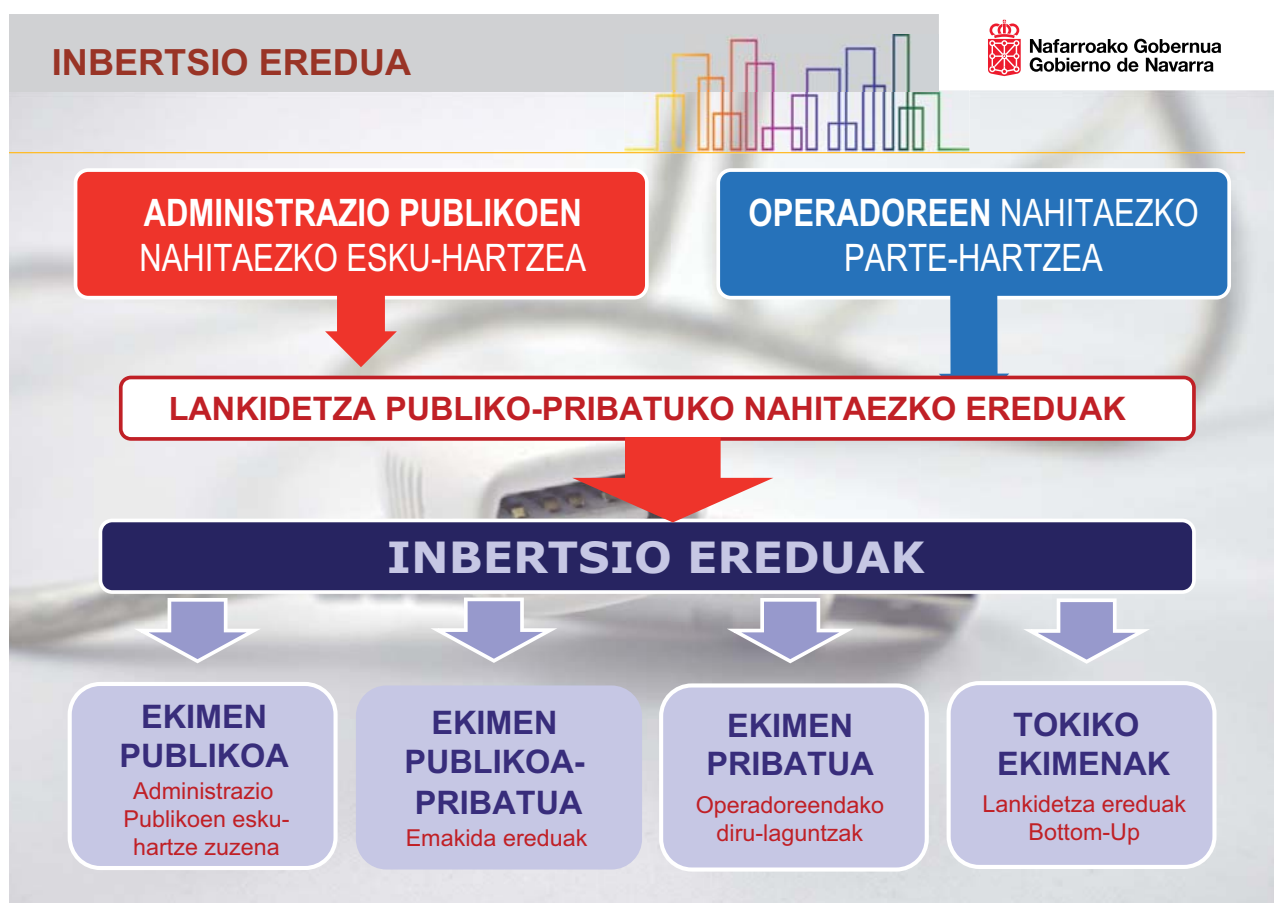 INBERTSIO EREDUA
Nafarroako Gobernua
Gobierno de Navarra
ADMINISTRAZIO PUBLIKOEN
NAHITAEZKO ESKU-HARTZEA
OPERADOREEN NAHITAEZKO
PARTE-HARTZEA
LANKIDETZA PUBLIKO-PRIBATUKO NAHITAEZKO EREDUAK
INBERTSIO EREDUAK
EKIMEN
PUBLIKOA
Administrazio
Publikoen esku-
hartze zuzena
EKIMEN
PUBLIKOA-
PRIBATUA
Emakida ereduak
EKIMEN
PRIBATUA
Operadoreendako
diru-laguntzak
TOKIKO
EKIMENAK
Lankidetza ereduak
Bottom-Up